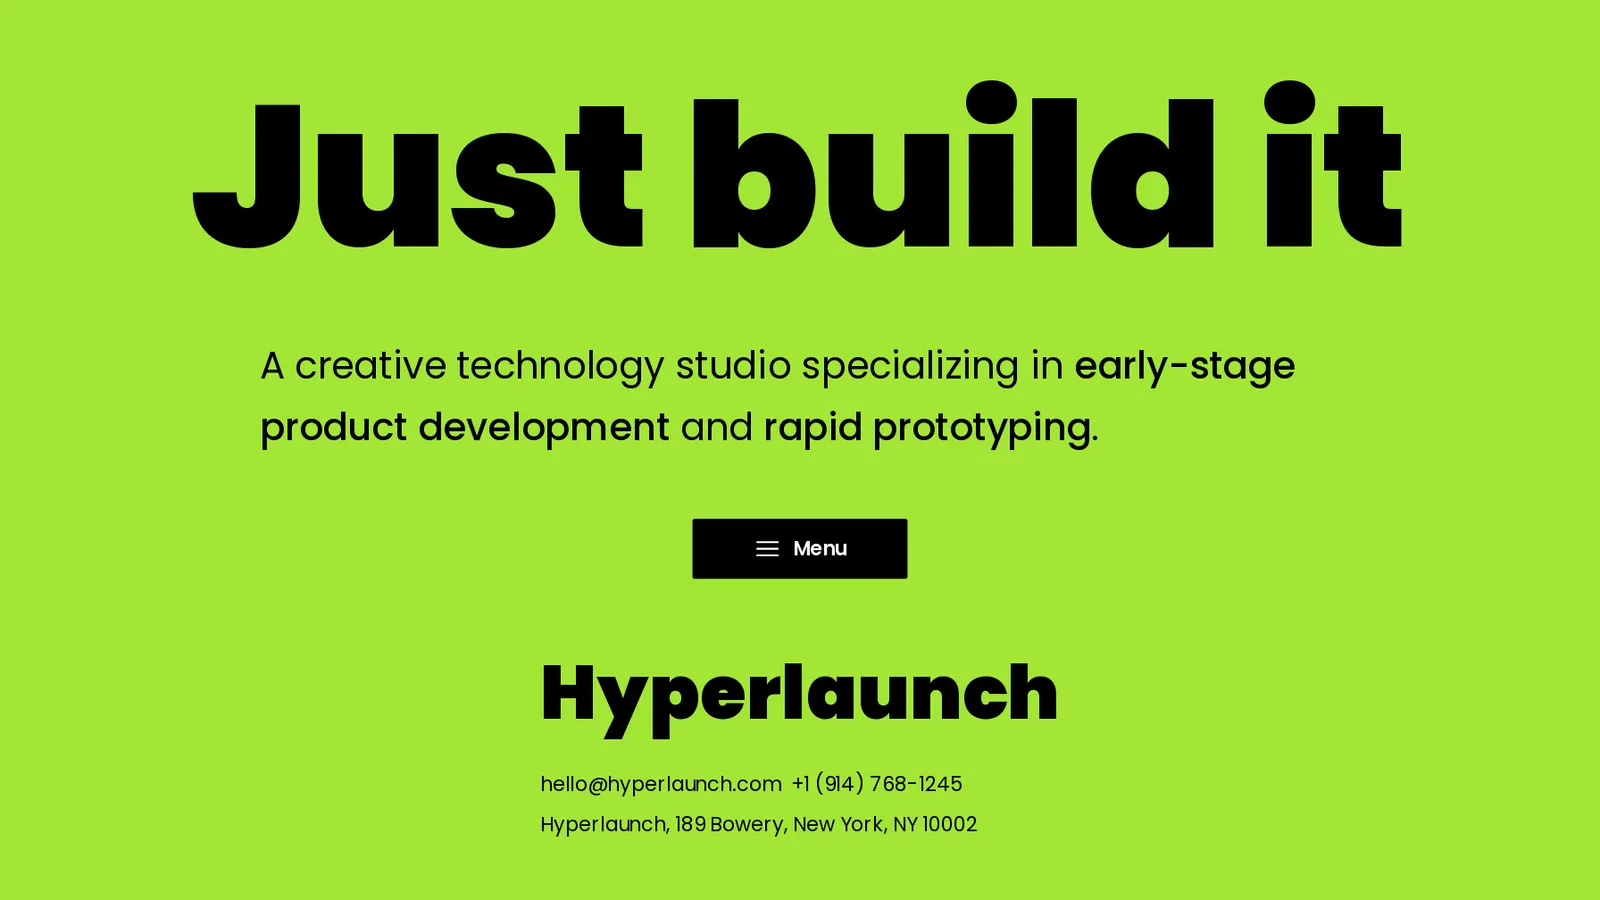 Just build it
A creative technology studio specializing in early-stage
product development and rapid prototyping.
Menu
Hyperlaunch
hello@hyperlaunch.com +1 (914) 768-1245
Hyperlaunch, 189 Bowery, New York, NY 10002